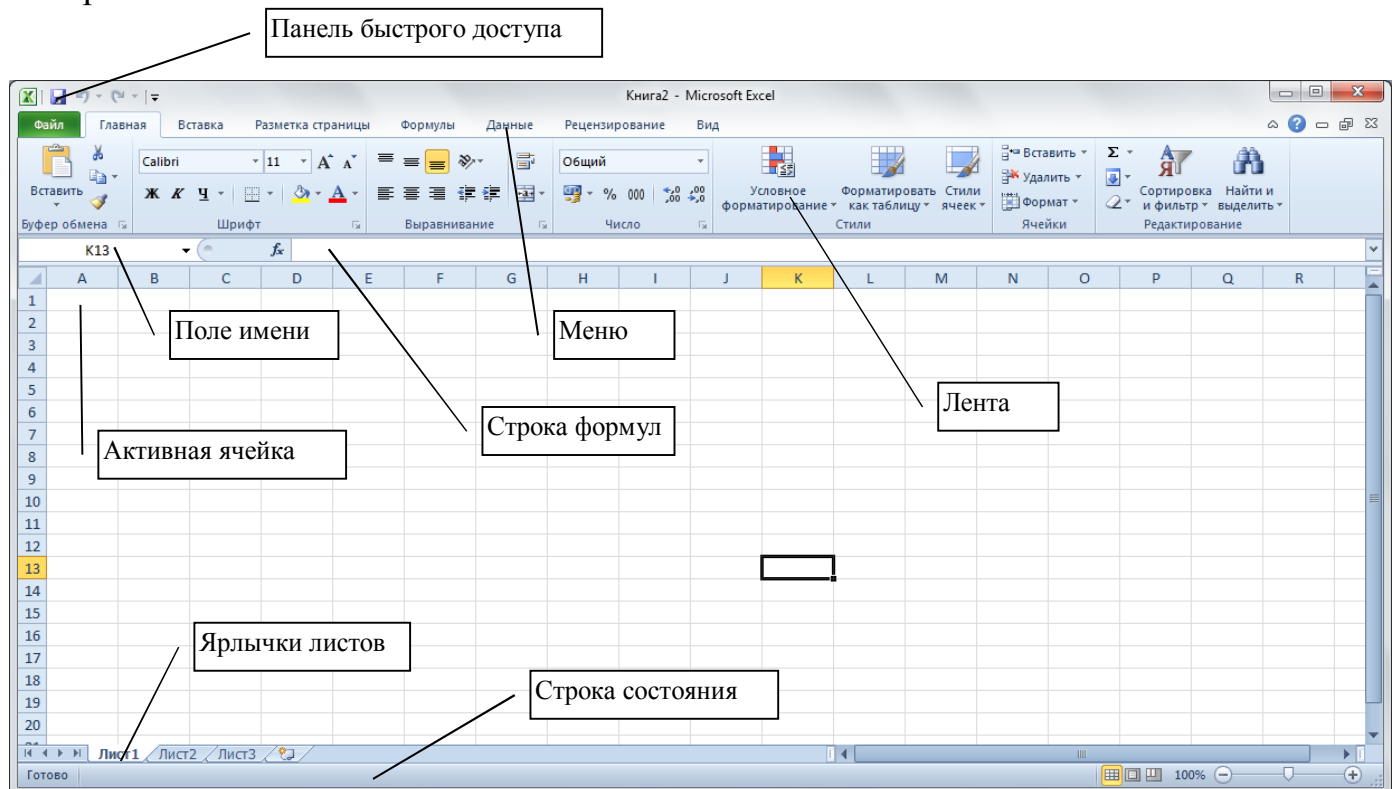 Панель быстрого доступа
Книга2 - Microsoft Excel
Файл Главная Вставка Разметка страницы Формулы Данные Рецензирование Вид
Вставить
Calibri 11
Ж К Ч
Общий
% 000
Условное форматирование
Форматировать как таблицу
Стили ячеек
Вставить
Удалить
Формат
Σ
Сортировка и фильтр
Найти и выделить
Буфер обмена Шрифт Выравнивание Число Стили Ячейки Редактирование
K13 fx
A B C D E F G H I J K L M N O P Q R
1
2
3
4
5
6
7
8
9
10
11
12
13
14
15
16
17
18
19
20
Поле имени
Меню
Лента
Строка формул
Активная ячейка
Ярлычки листов
Строка состояния
Лист1 Лист2 Лист3
Готово 100%